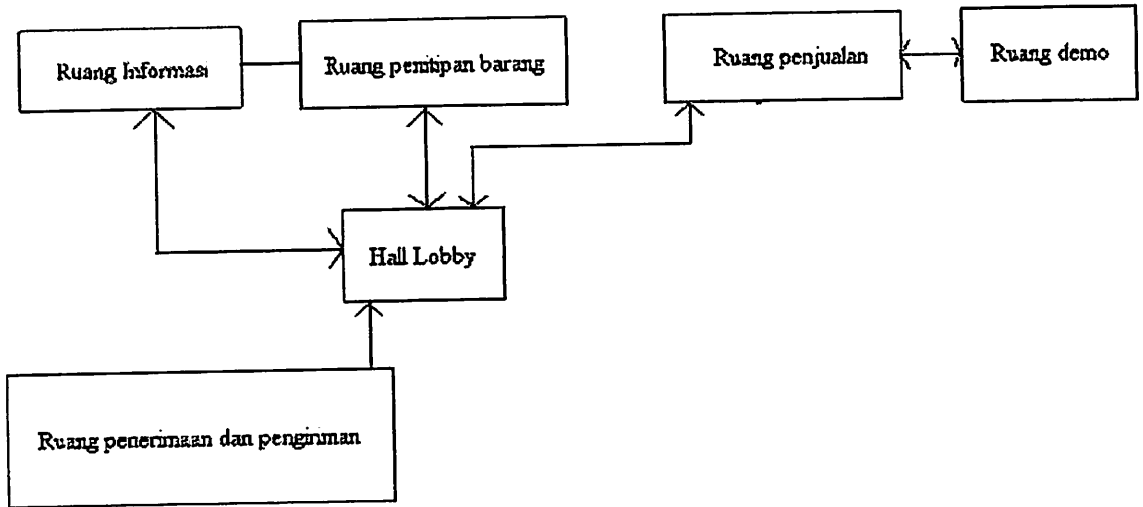 Ruang Informasi
Ruang penitipan barang
Ruang penjualan
Ruang demo
Hall Lobby
Ruang penerimaan dan pengiriman